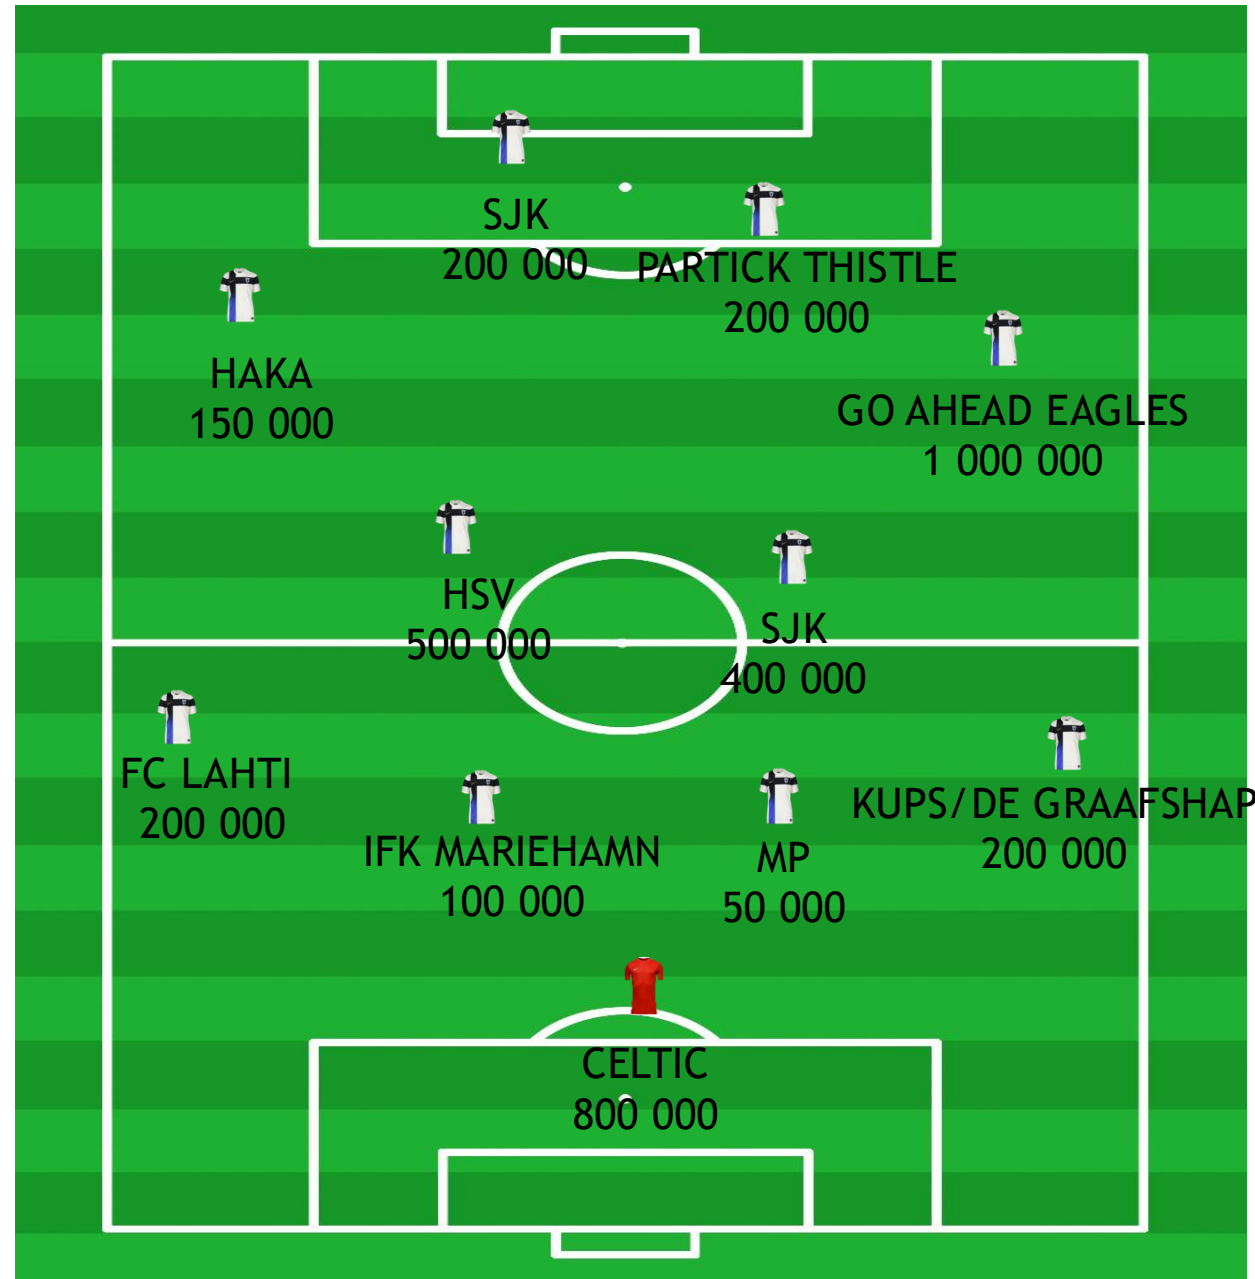 SJK
200 000
PARTICK THISTLE
200 000
HAKA
150 000
GO AHEAD EAGLES
1 000 000
HSV
500 000
SJK
400 000
FC LAHTI
200 000
IFK MARIEHAMN
100 000
MP
50 000
KUPS/DE GRAAFSHAP
200 000
CELTIC
800 000